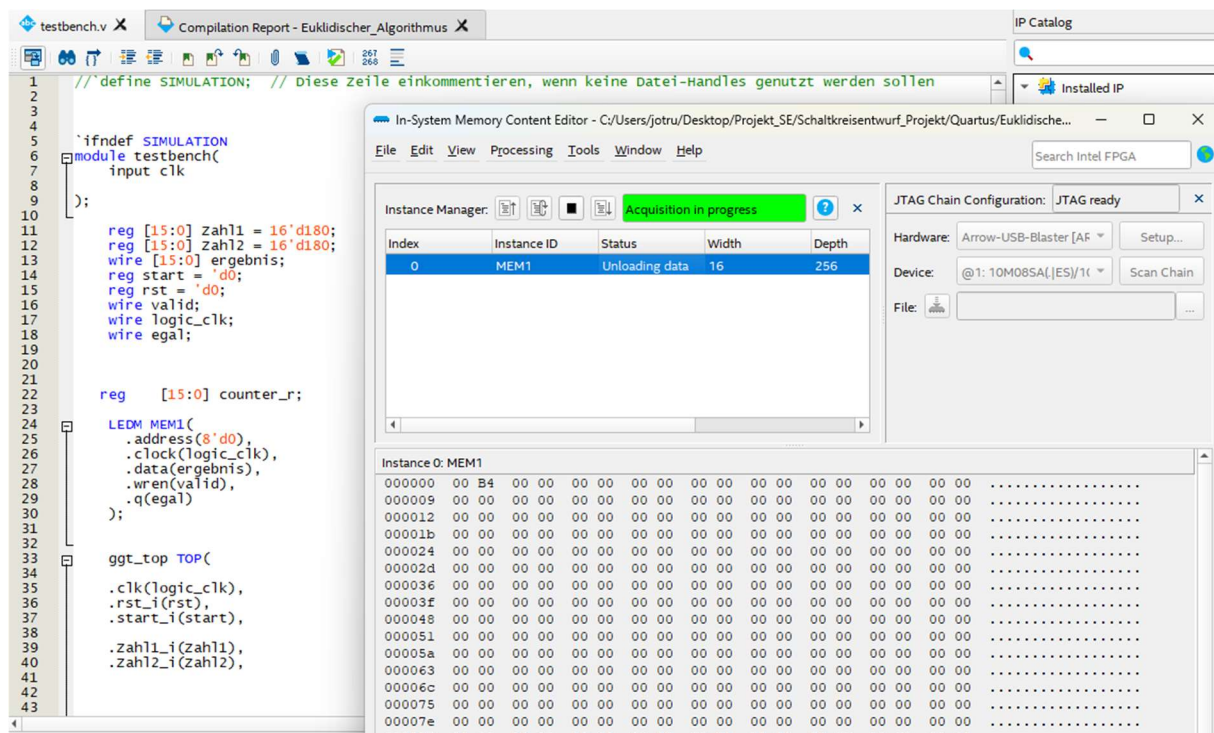 testbench.v
Compilation Report - Euklidischer_Algorithmus
IP Catalog
267
268
Installed IP
1 //`define SIMULATION; // Diese Zeile einkommentieren, wenn keine Datei-Handles genutzt werden sollen
2
3
4
5 `ifndef SIMULATION
6 module testbench(
7 input clk
8
9 );
10
11 reg [15:0] zahl1 = 16'd180;
12 reg [15:0] zahl2 = 16'd180;
13 wire [15:0] ergebnis;
14 reg start = 'd0;
15 reg rst = 'd0;
16 wire valid;
17 wire logic_clk;
18 wire egal;
19
20
21
22 reg [15:0] counter_r;
23
24 LEDM MEM1(
25 .address(8'd0),
26 .clock(logic_clk),
27 .data(ergebnis),
28 .wren(valid),
29 .q(egal)
30 );
31
32
33 ggt_top TOP(
34
35 .clk(logic_clk),
36 .rst_i(rst),
37 .start_i(start),
38
39 .zahl1_i(zahl1),
40 .zahl2_i(zahl2),
41
42
43
In-System Memory Content Editor - C:/Users/jotru/Desktop/Projekt_SE/Schaltkreisentwurf_Projekt/Quartus/Euklidische...
File Edit View Processing Tools Window Help
Search Intel FPGA
Instance Manager: Acquisition in progress
Index Instance ID Status Width Depth
0 MEM1 Unloading data 16 256
JTAG Chain Configuration: JTAG ready
Hardware: Arrow-USB-Blaster [AF Setup...
Device: @1: 10M08SA(.|ES)/1( Scan Chain
File: ...
Instance 0: MEM1
000000 00 B4 00 00 00 00 00 00 00 00 00 00 00 00 00 00 00 00 ..................
000009 00 00 00 00 00 00 00 00 00 00 00 00 00 00 00 00 00 00 ..................
000012 00 00 00 00 00 00 00 00 00 00 00 00 00 00 00 00 00 00 ..................
00001b 00 00 00 00 00 00 00 00 00 00 00 00 00 00 00 00 00 00 ..................
000024 00 00 00 00 00 00 00 00 00 00 00 00 00 00 00 00 00 00 ..................
00002d 00 00 00 00 00 00 00 00 00 00 00 00 00 00 00 00 00 00 ..................
000036 00 00 00 00 00 00 00 00 00 00 00 00 00 00 00 00 00 00 ..................
00003f 00 00 00 00 00 00 00 00 00 00 00 00 00 00 00 00 00 00 ..................
000048 00 00 00 00 00 00 00 00 00 00 00 00 00 00 00 00 00 00 ..................
000051 00 00 00 00 00 00 00 00 00 00 00 00 00 00 00 00 00 00 ..................
00005a 00 00 00 00 00 00 00 00 00 00 00 00 00 00 00 00 00 00 ..................
000063 00 00 00 00 00 00 00 00 00 00 00 00 00 00 00 00 00 00 ..................
00006c 00 00 00 00 00 00 00 00 00 00 00 00 00 00 00 00 00 00 ..................
000075 00 00 00 00 00 00 00 00 00 00 00 00 00 00 00 00 00 00 ..................
00007e 00 00 00 00 00 00 00 00 00 00 00 00 00 00 00 00 00 00 ..................